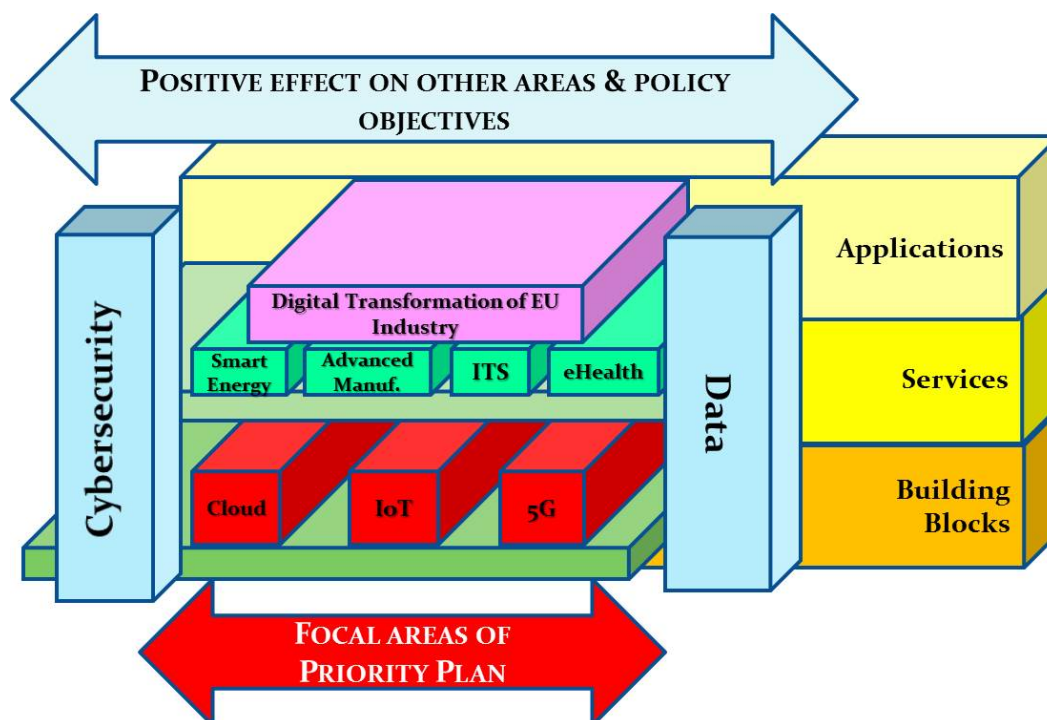 POSITIVE EFFECT ON OTHER AREAS & POLICY
OBJECTIVES
Applications
Digital Transformation of EU
Industry
Smart
Energy
Advanced
Manuf.
ITS
eHealth
Services
Cybersecurity
Data
Cloud
IoT
5G
Building
Blocks
FOCAL AREAS OF
PRIORITY PLAN